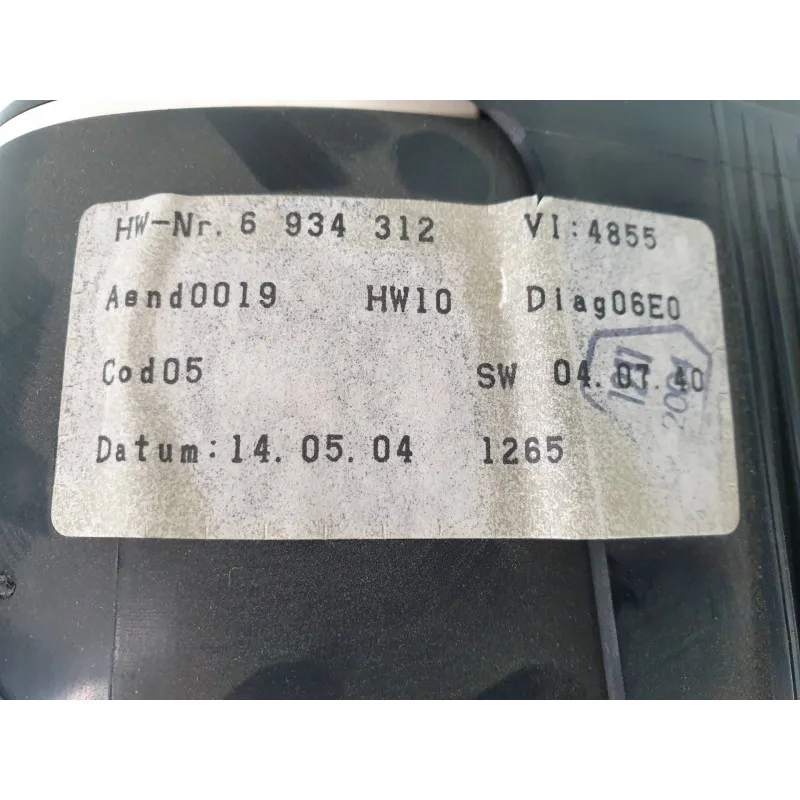 HW-Nr. 6 934 312 VI:4855
Aend0019 HW10 Diag06E0
Cod05 SW 04.07.40
Datum: 14.05.04 1265